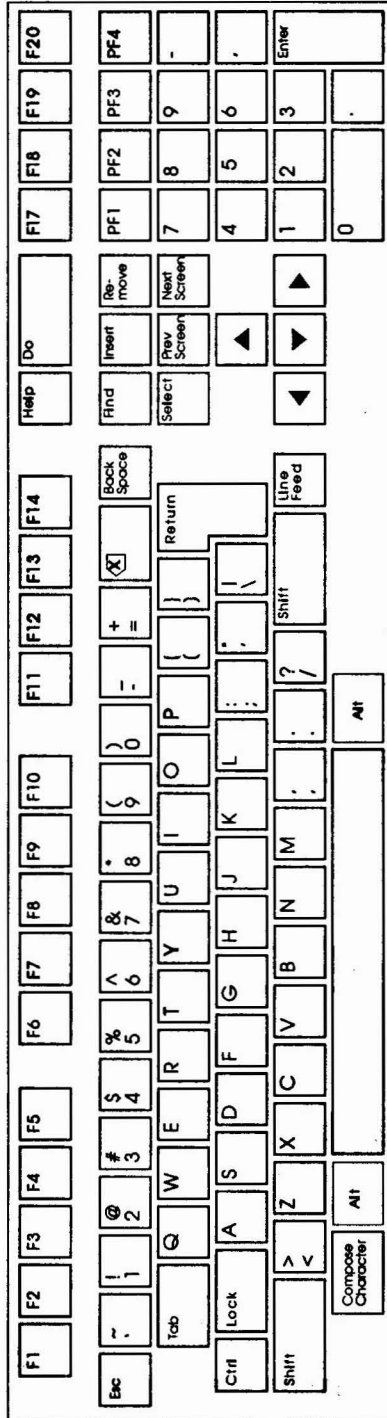 F1 F2 F3 F4 F5 F6 F7 F8 F9 F10 F11 F12 F13 F14 Help Do F17 F18 F19 F20
Esc ~ ! @ # $ % ^ & * ( ) - + Back Find Insert Re- PF1 PF2 PF3 PF4
. 1 2 3 4 5 6 7 8 9 0 - = X Space move
Tab Q W E R T Y U I O P { } Return Select Prev Next 7 8 9 -
( ) Screen Screen
Ctrl Lock A S D F G H J K L : ; • ' | \ 4 5 6 ,
Shift > < Z X C V B N M , ; . : ? / Shift Line 1 2 3 Enter
Feed
Compose Alt Alt 0 .
Character